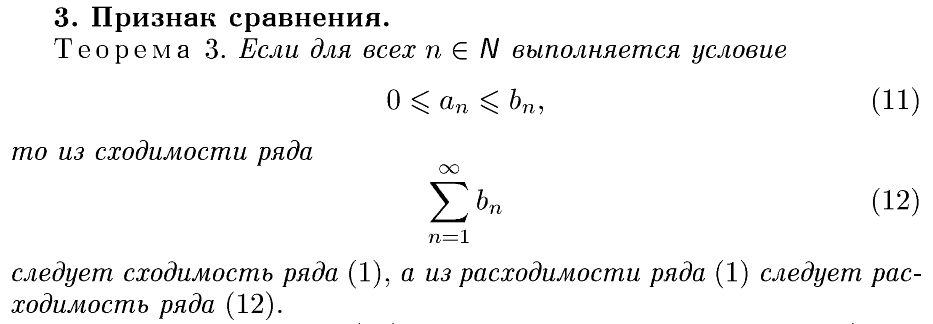 3. Признак сравнения.
Теорема 3. Если для всех n ∈ N выполняется условие
0 ⩽ aₙ ⩽ bₙ, (11)
то из сходимости ряда
∞
∑ bₙ (12)
n=1
следует сходимость ряда (1), а из расходимости ряда (1) следует рас-
ходимость ряда (12).